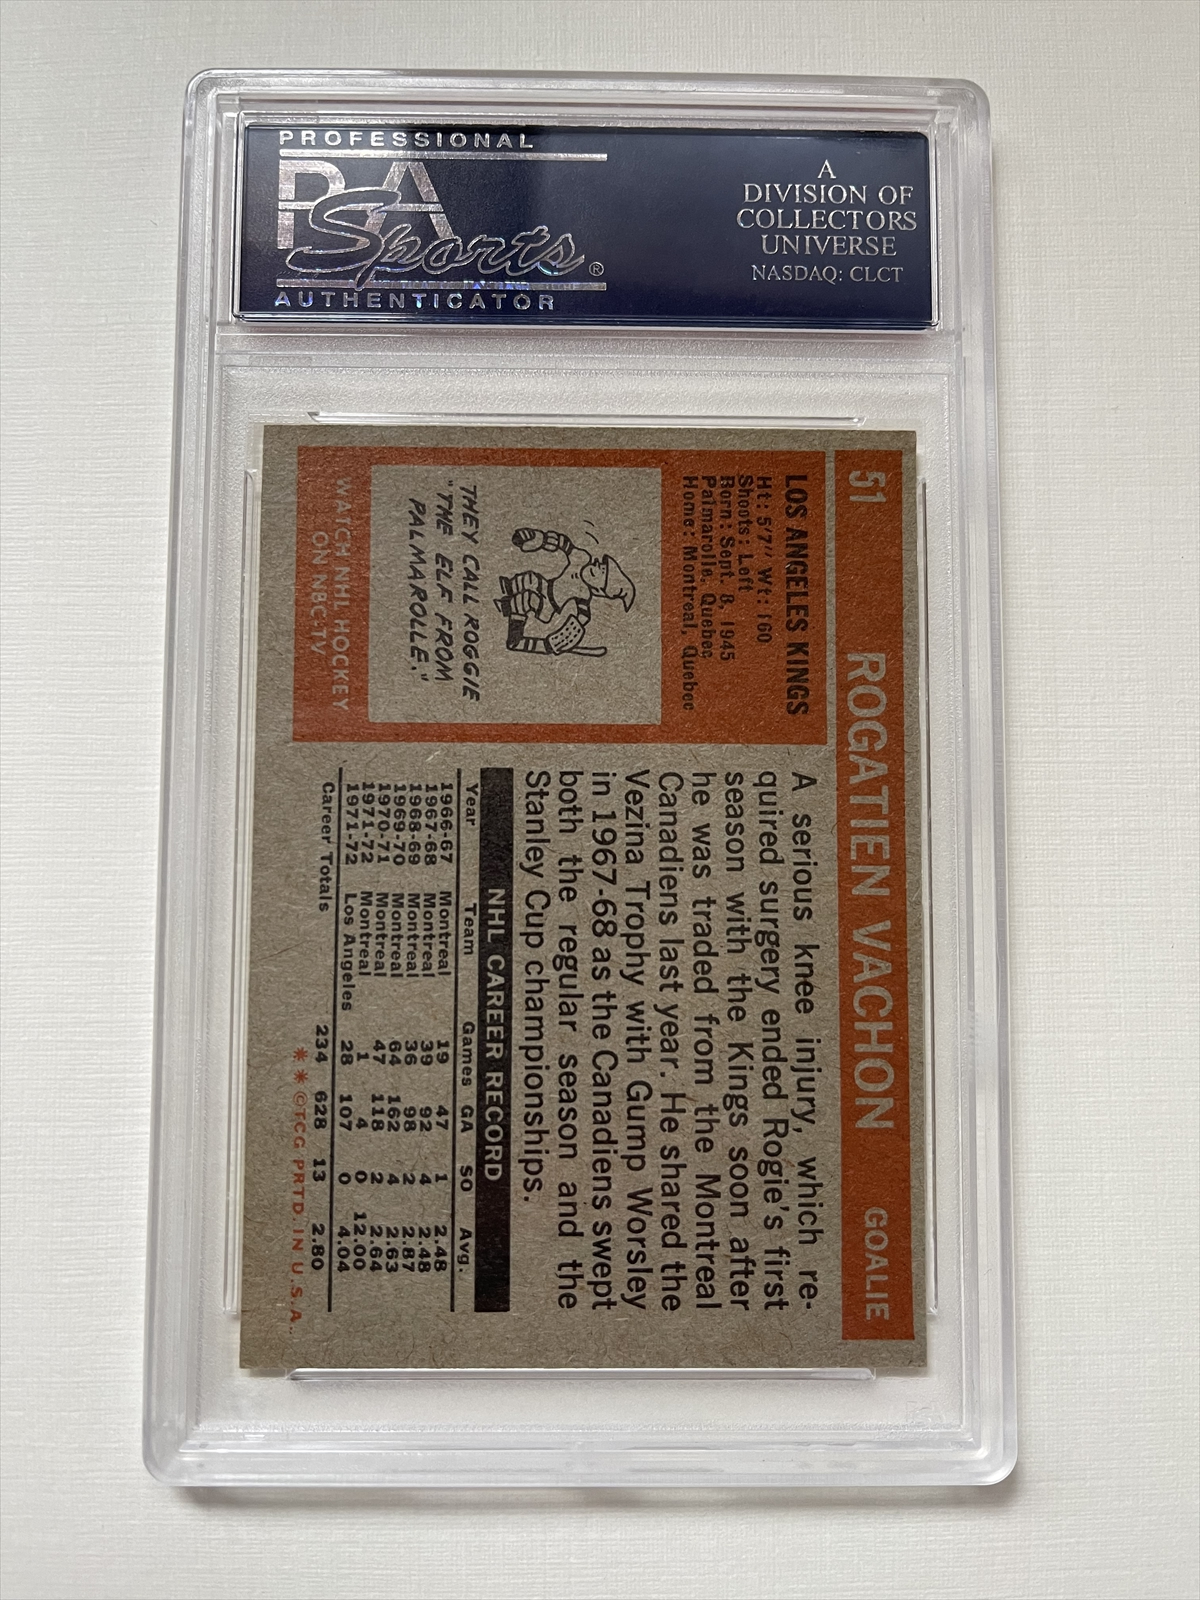 PROFESSIONAL
PSA
Sports®
AUTHENTICATOR
A
DIVISION OF
COLLECTORS
UNIVERSE
NASDAQ: CLCT
51 ROGATIEN VACHON GOALIE
LOS ANGELES KINGS
Ht: 5'7" Wt: 160
Shoots: Left
Born: Sept. 8, 1945
Palmarolle, Quebec
Home: Montreal, Quebec
THEY CALL ROGGIE
"THE ELF FROM
PALMAROLLE."
WATCH NHL HOCKEY
ON NBC-TV
A serious knee injury, which re-
quired surgery ended Rogie's first
season with the Kings soon after
he was traded from the Montreal
Canadiens last year. He shared the
Vezina Trophy with Gump Worsley
in 1967-68 as the Canadiens swept
both the regular season and the
Stanley Cup championships.
NHL CAREER RECORD
Year Team Games GA SO Avg.
1966-67 Montreal 19 47 1 2.48
1967-68 Montreal 39 92 4 2.48
1968-69 Montreal 36 98 2 2.87
1969-70 Montreal 64 162 4 2.63
1970-71 Montreal 47 118 2 2.64
1971-72 Montreal 1 4 0 12.00
1971-72 Los Angeles 28 107 0 4.04
Career Totals 234 628 13 2.80
**©TCG PRTD. IN U.S.A.